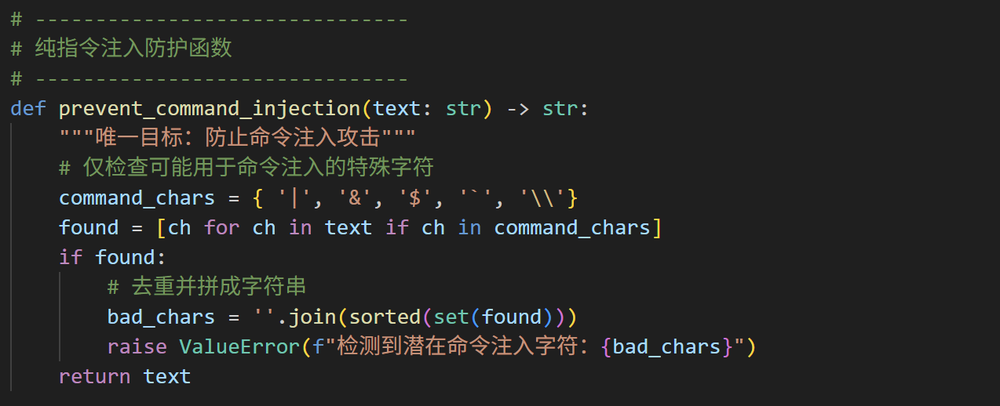 # -------------------------------
# 纯指令注入防护函数
# -------------------------------
def prevent_command_injection(text: str) -> str:
    """唯一目标：防止命令注入攻击"""
    # 仅检查可能用于命令注入的特殊字符
    command_chars = { '|', '&', '$', '`', '\\'}
    found = [ch for ch in text if ch in command_chars]
    if found:
        # 去重并拼成字符串
        bad_chars = ''.join(sorted(set(found)))
        raise ValueError(f"检测到潜在命令注入字符：{bad_chars}")
    return text